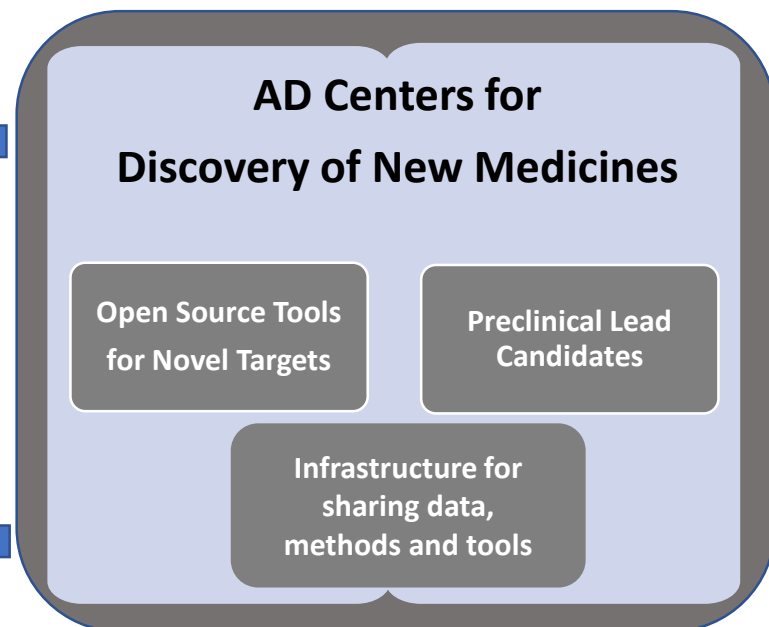 AD Centers for
Discovery of New Medicines
Open Source Tools
for Novel Targets
Preclinical Lead
Candidates
Infrastructure for
sharing data,
methods and tools